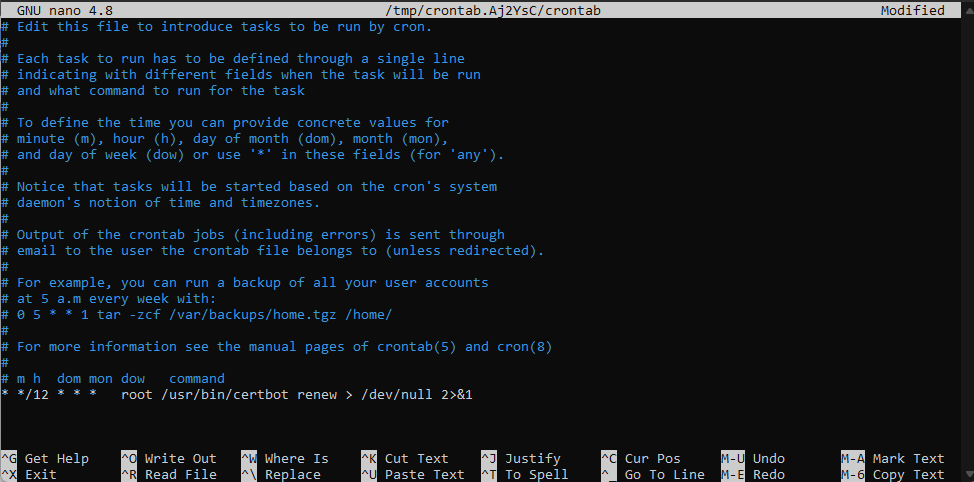 GNU nano 4.8 /tmp/crontab.Aj2YsC/crontab Modified
# Edit this file to introduce tasks to be run by cron.
#
# Each task to run has to be defined through a single line
# indicating with different fields when the task will be run
# and what command to run for the task
#
# To define the time you can provide concrete values for
# minute (m), hour (h), day of month (dom), month (mon),
# and day of week (dow) or use '*' in these fields (for 'any').
#
# Notice that tasks will be started based on the cron's system
# daemon's notion of time and timezones.
#
# Output of the crontab jobs (including errors) is sent through
# email to the user the crontab file belongs to (unless redirected).
#
# For example, you can run a backup of all your user accounts
# at 5 a.m every week with:
# 0 5 * * 1 tar -zcf /var/backups/home.tgz /home/
#
# For more information see the manual pages of crontab(5) and cron(8)
#
# m h  dom mon dow   command
* */12 * * *   root /usr/bin/certbot renew > /dev/null 2>&1
^G Get Help ^O Write Out ^W Where Is ^K Cut Text ^J Justify ^C Cur Pos M-U Undo M-A Mark Text
^X Exit ^R Read File ^\ Replace ^U Paste Text ^T To Spell ^_ Go To Line M-E Redo M-6 Copy Text